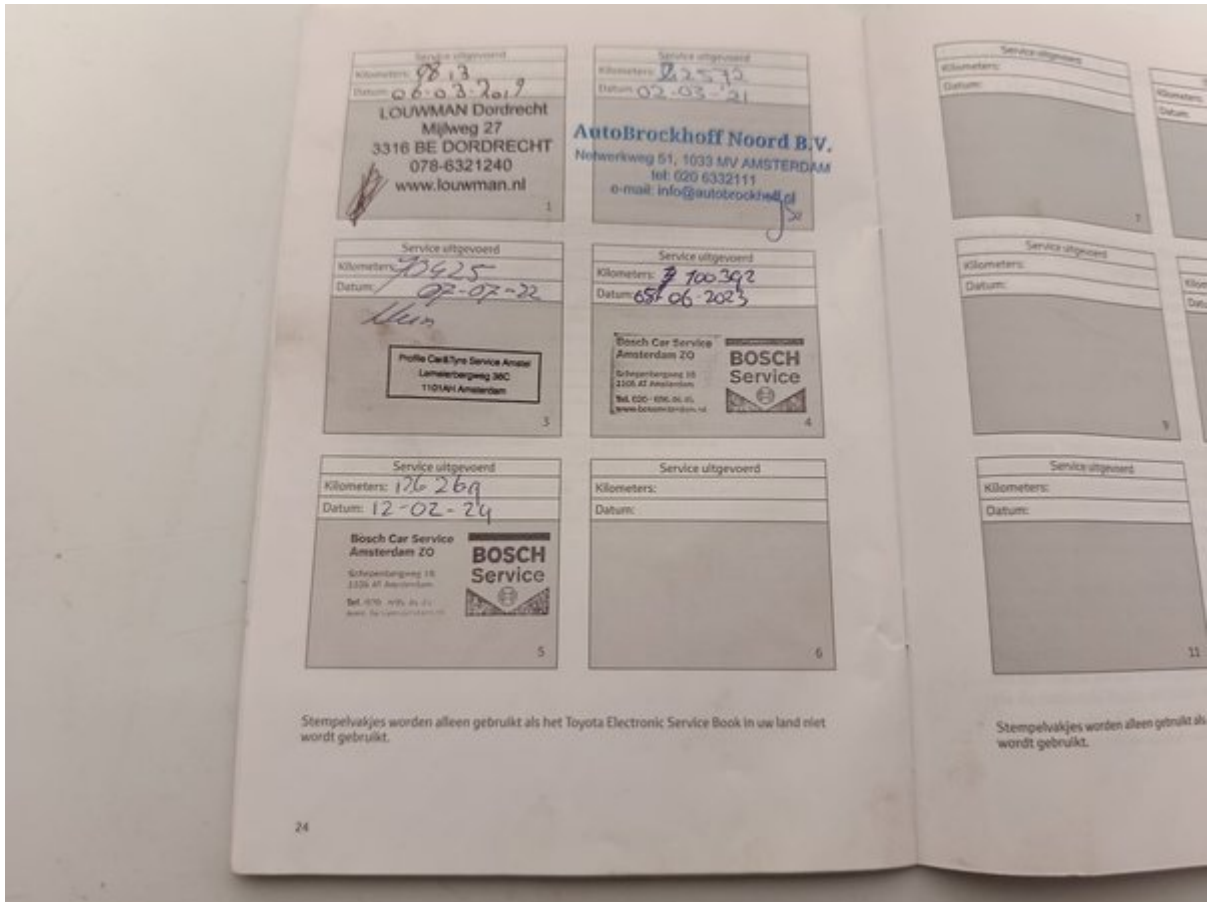 Service uitgevoerd
Kilometers: 9813
Datum: 06.03.2019
LOUWMAN Dordrecht
Mijlweg 27
3316 BE DORDRECHT
078-6321240
www.louwman.nl
1
Service uitgevoerd
Kilometers: 22572
Datum: 02-03-'21
AutoBrockhoff Noord B.V.
Netwerkweg 51, 1033 MV AMSTERDAM
tel: 020 6332111
e-mail: info@autobrockhoff.nl
Service uitgevoerd
Kilometers: 70425
Datum: 07-07-22
Profile Car&Tyre Service Amstel
Lemelerbergweg 36C
1101AH Amsterdam
3
Service uitgevoerd
Kilometers: 100392
Datum: 06-2023
Bosch Car Service
Amsterdam ZO
BOSCH
Service
4
Service uitgevoerd
Kilometers: 126269
Datum: 12-02-24
Bosch Car Service
Amsterdam ZO
BOSCH
Service
5
Service uitgevoerd
Kilometers:
Datum:
6
Stempelvakjes worden alleen gebruikt als het Toyota Electronic Service Book in uw land niet
wordt gebruikt.
24
Service uitgevoerd
Kilometers:
Datum:
7
Kilometers:
Datum:
Service uitgevoerd
Kilometers:
Datum:
9
Service uitgevoerd
Kilometers:
Datum:
11
Stempelvakjes worden alleen gebruikt als
wordt gebruikt.